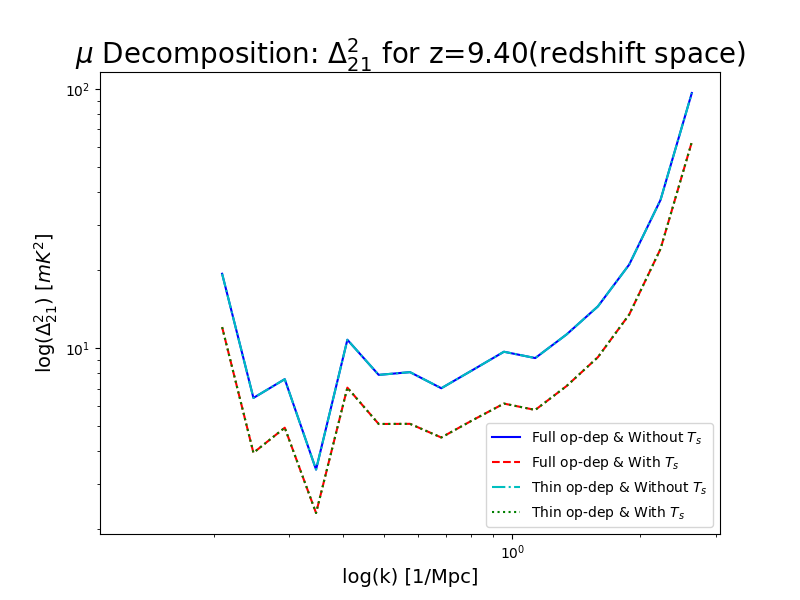 μ Decomposition: Δ²₂₁ for z=9.40(redshift space)
10²
10¹
log(Δ²₂₁) [mK²]
Full op-dep & Without Tₛ
Full op-dep & With Tₛ
Thin op-dep & Without Tₛ
Thin op-dep & With Tₛ
10⁰
log(k) [1/Mpc]